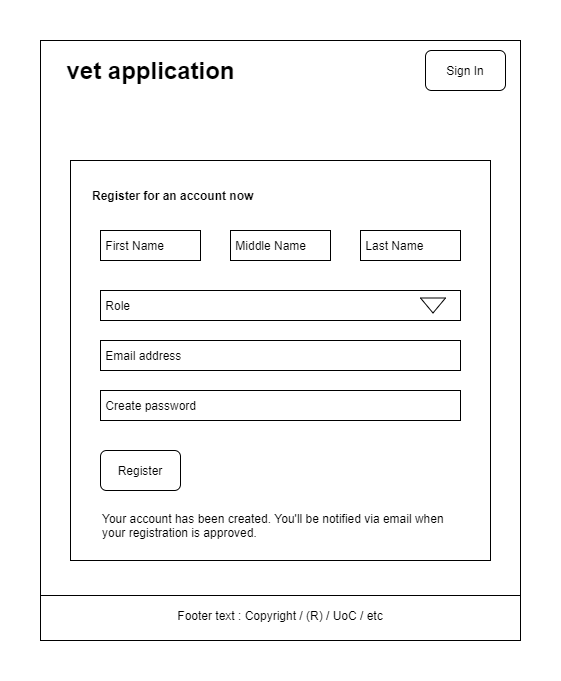 vet application
Sign In
Register for an account now
First Name
Middle Name
Last Name
Role
Email address
Create password
Register
Your account has been created. You'll be notified via email when
your registration is approved.
Footer text : Copyright / (R) / UoC / etc